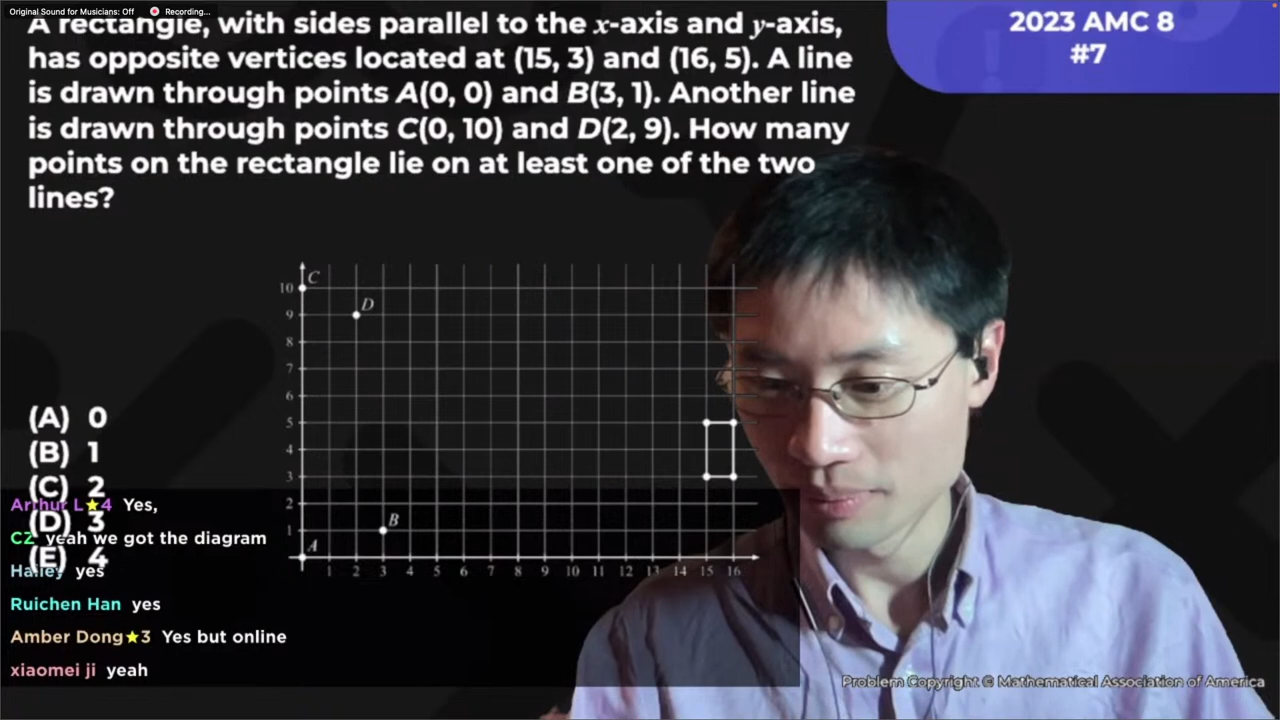 Original Sound for Musicians: Off Recording...
A rectangle, with sides parallel to the x-axis and y-axis,
has opposite vertices located at (15, 3) and (16, 5). A line
is drawn through points A(0, 0) and B(3, 1). Another line
is drawn through points C(0, 10) and D(2, 9). How many
points on the rectangle lie on at least one of the two
lines?
2023 AMC 8
#7
C
10
D
9
8
7
6
5
4
3
2
B
1
A
1 2 3 4 5 6 7 8 9 10 11 12 13 14 15 16
(A) 0
(B) 1
(C) 2
(D) 3
(E) 4
Arthur L★4 Yes,
CZ yeah we got the diagram
Hailey yes
Ruichen Han yes
Amber Dong★3 Yes but online
xiaomei ji yeah
Problem Copyright © Mathematical Association of America